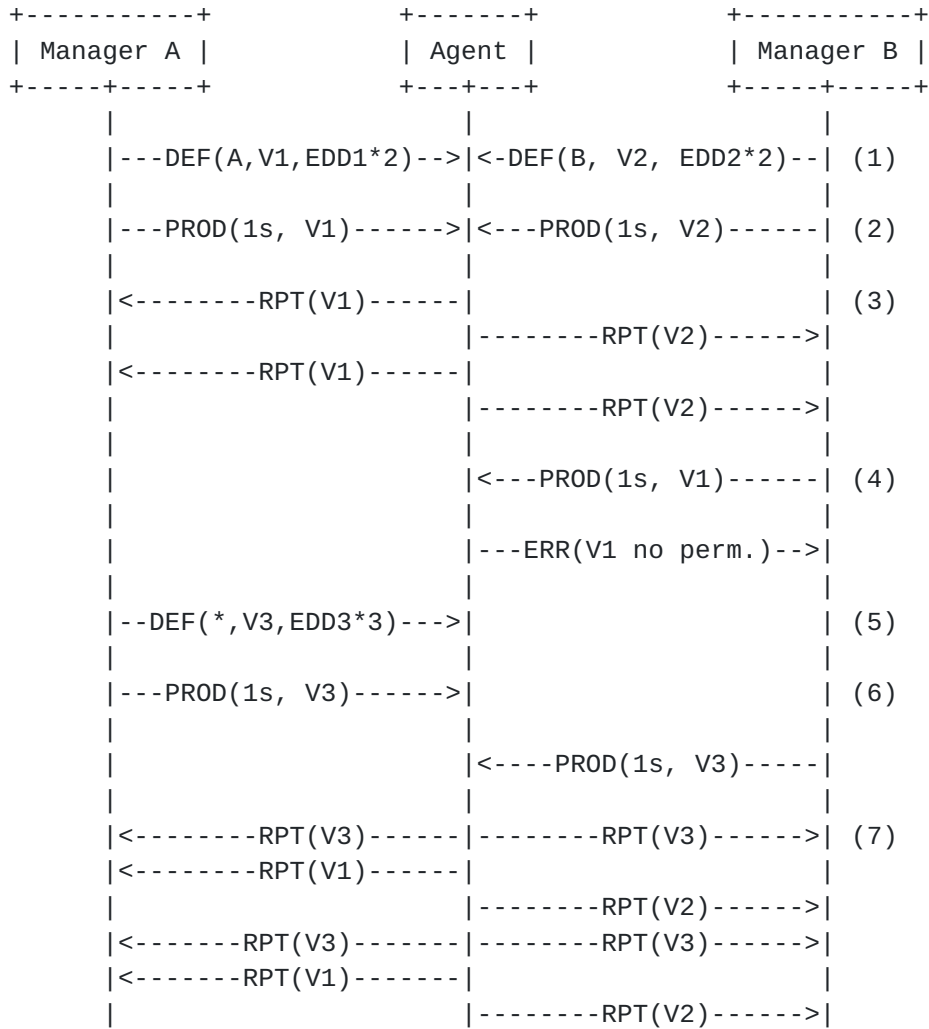 +-----------+            +-------+            +-----------+
| Manager A |            | Agent |            | Manager B |
+-----+-----+            +---+---+            +-----+-----+
      |                      |                      |
      |---DEF(A,V1,EDD1*2)-->|<-DEF(B, V2, EDD2*2)--| (1)
      |                      |                      |
      |---PROD(1s, V1)------>|<---PROD(1s, V2)------| (2)
      |                      |                      |
      |<--------RPT(V1)------|                      | (3)
      |                      |--------RPT(V2)------>|
      |<--------RPT(V1)------|                      |
      |                      |--------RPT(V2)------>|
      |                      |                      |
      |                      |<---PROD(1s, V1)------| (4)
      |                      |                      |
      |                      |---ERR(V1 no perm.)-->|
      |                      |                      |
      |--DEF(*,V3,EDD3*3)--->|                      | (5)
      |                      |                      |
      |---PROD(1s, V3)------>|                      | (6)
      |                      |                      |
      |                      |<----PROD(1s, V3)-----|
      |                      |                      |
      |<--------RPT(V3)------|--------RPT(V3)------>| (7)
      |<--------RPT(V1)------|                      |
      |                      |--------RPT(V2)------>|
      |<-------RPT(V3)-------|--------RPT(V3)------>|
      |<-------RPT(V1)-------|                      |
      |                      |--------RPT(V2)------>|